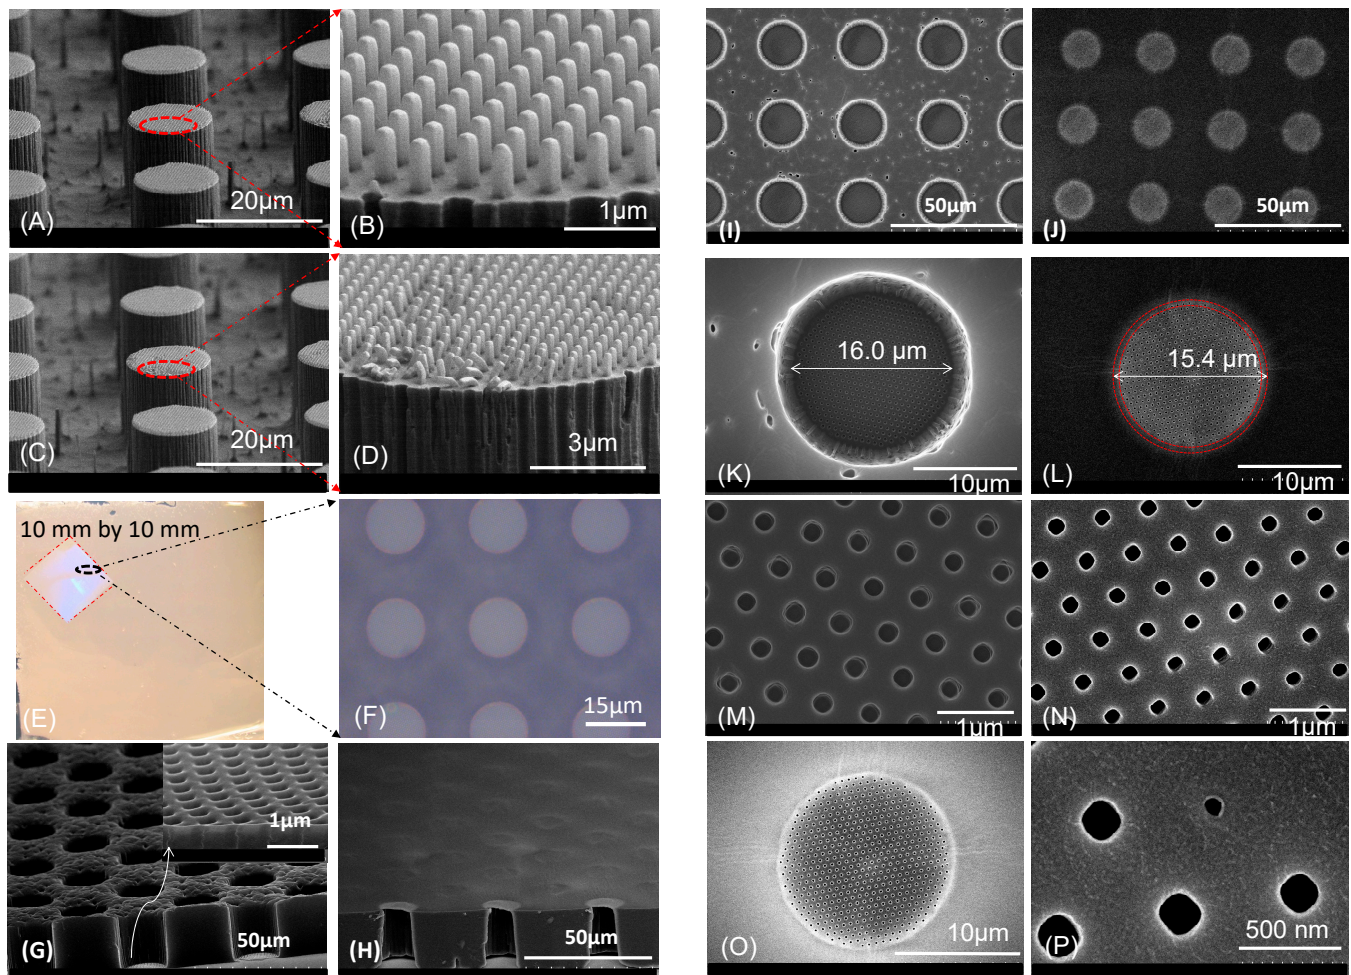 20µm
(A)
1µm
(B)
50µm
(I)
50µm
(J)
20µm
(C)
3µm
(D)
16.0 µm
10µm
(K)
15.4 µm
10µm
(L)
10 mm by 10 mm
(E)
15µm
(F)
1µm
(M)
1µm
(N)
1µm
50µm
(G)
50µm
(H)
10µm
(O)
500 nm
(P)